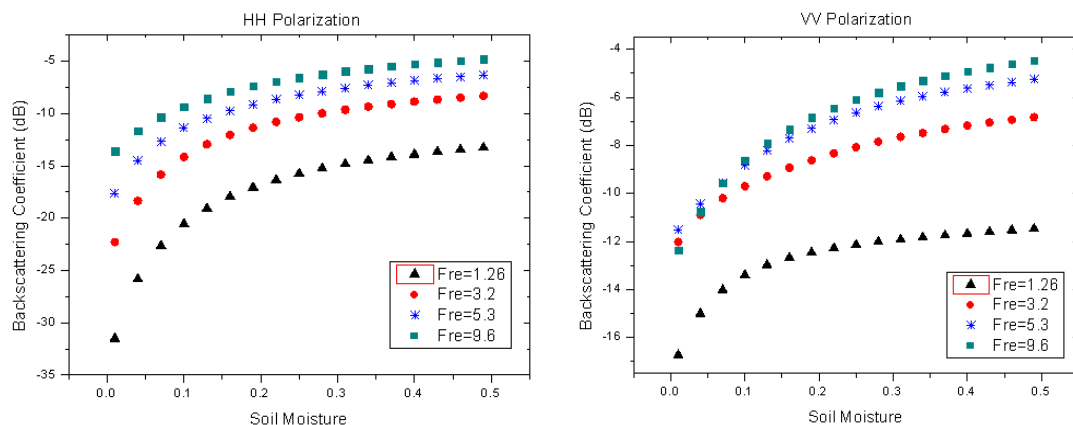 HH Polarization
Backscattering Coefficient (dB)
-5
-10
-15
-20
-25
-30
-35
0.0 0.1 0.2 0.3 0.4 0.5
Soil Moisture
Fre=1.26
Fre=3.2
Fre=5.3
Fre=9.6
VV Polarization
Backscattering Coefficient (dB)
-4
-6
-8
-10
-12
-14
-16
0.0 0.1 0.2 0.3 0.4 0.5
Soil Moisture
Fre=1.26
Fre=3.2
Fre=5.3
Fre=9.6